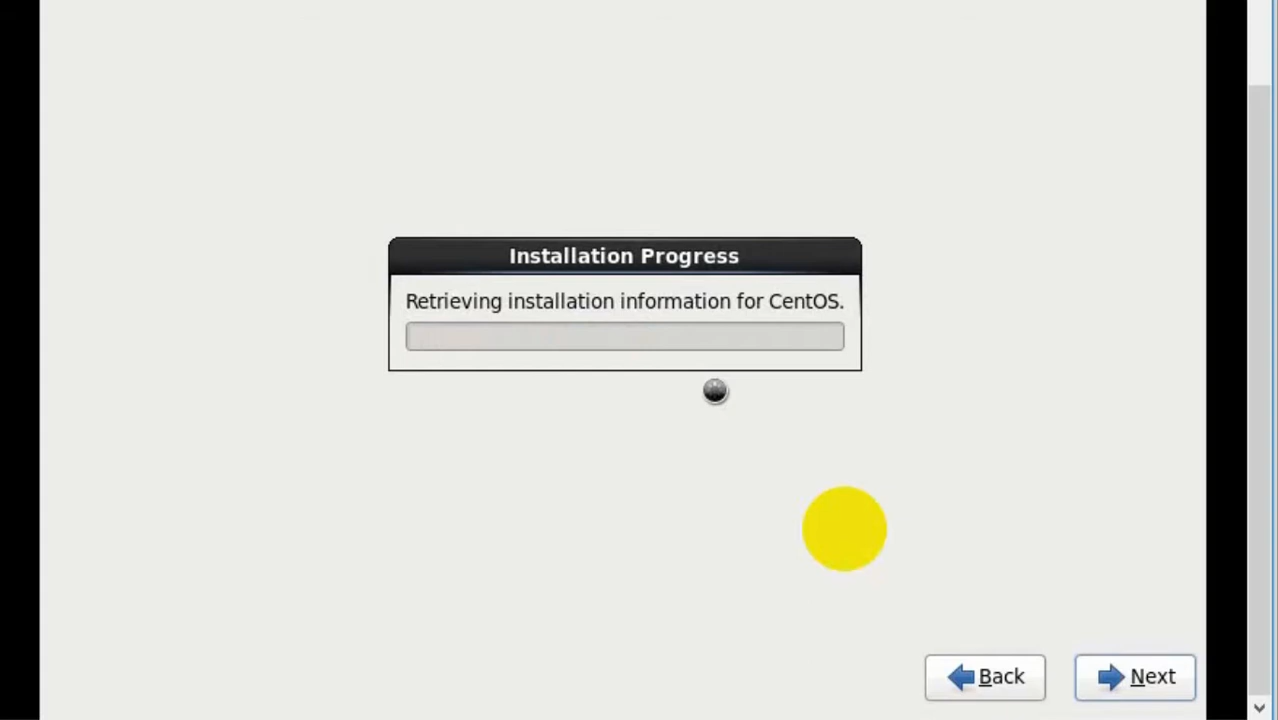 Installation Progress
Retrieving installation information for CentOS.
Back
Next